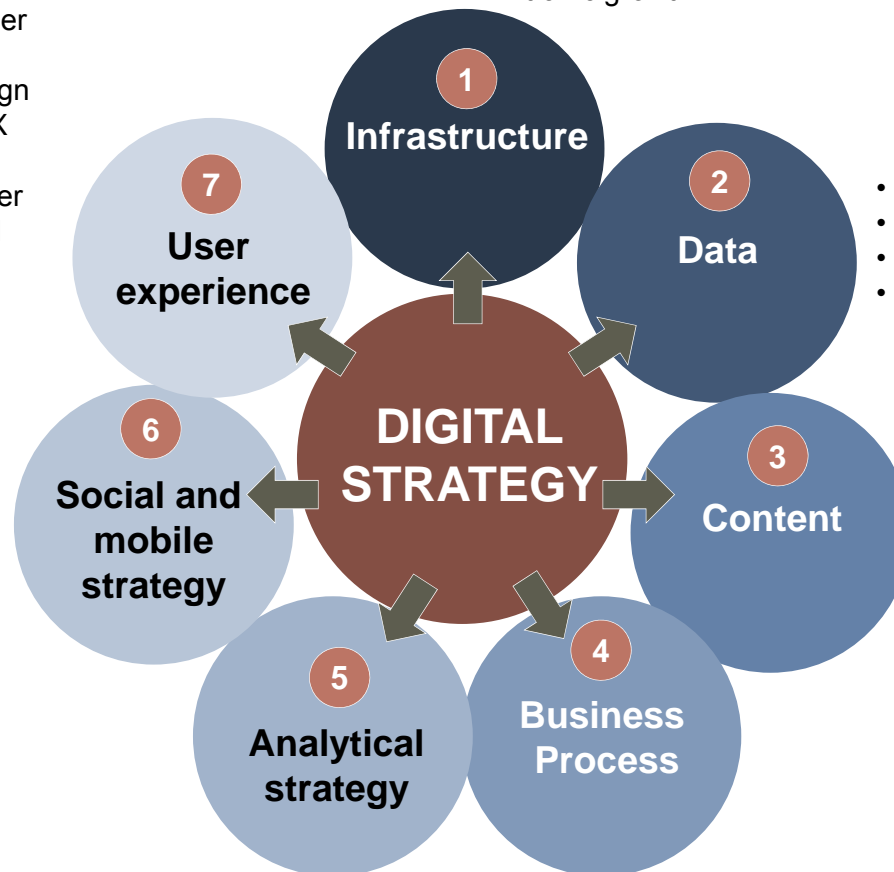 1
Infrastructure
2
Data
3
Content
4
Business
Process
5
Analytical
strategy
6
Social and
mobile
strategy
7
User
experience
DIGITAL
STRATEGY